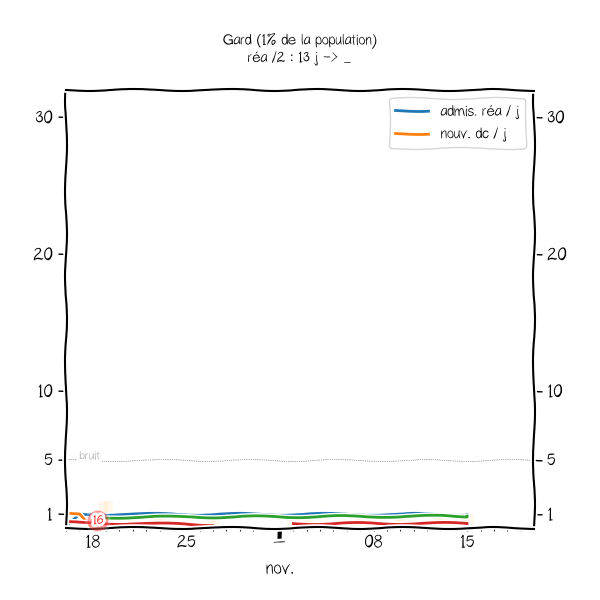 Gard (1% de la population)
réa /2 : 13 j -> _
admis. réa / j
nouv. dc / j
30
30
20
20
10
10
5
bruit
5
1
16
1
18
25
1
08
15
nov.